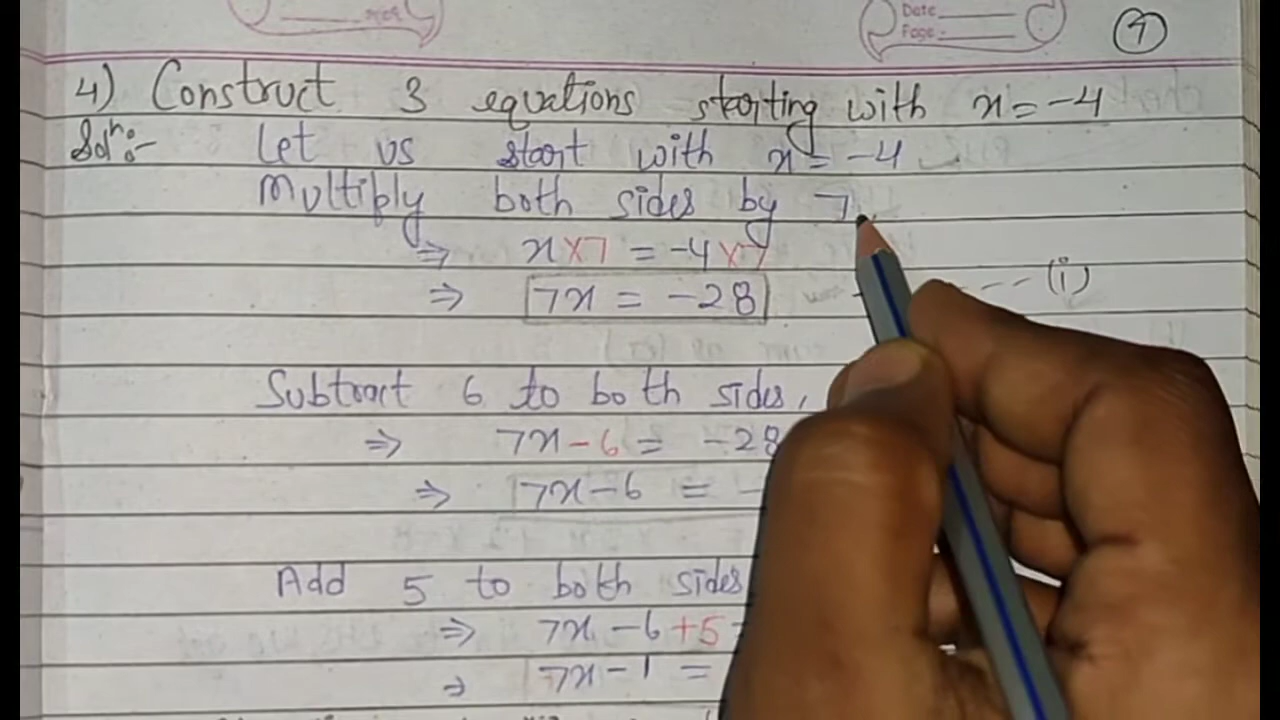 Date
Page
4
4) Construct 3 equations starting with x = -4
Solⁿ:- Let us start with x = -4
Multiply both sides by 7,
⇒ x×7 = -4×7
⇒ 7x = -28 --- (i)
Subtract 6 to both sides,
⇒ 7x-6 = -28
⇒ 7x-6 = -
Add 5 to both sides
⇒ 7x-6+5
⇒ 7x-1 =